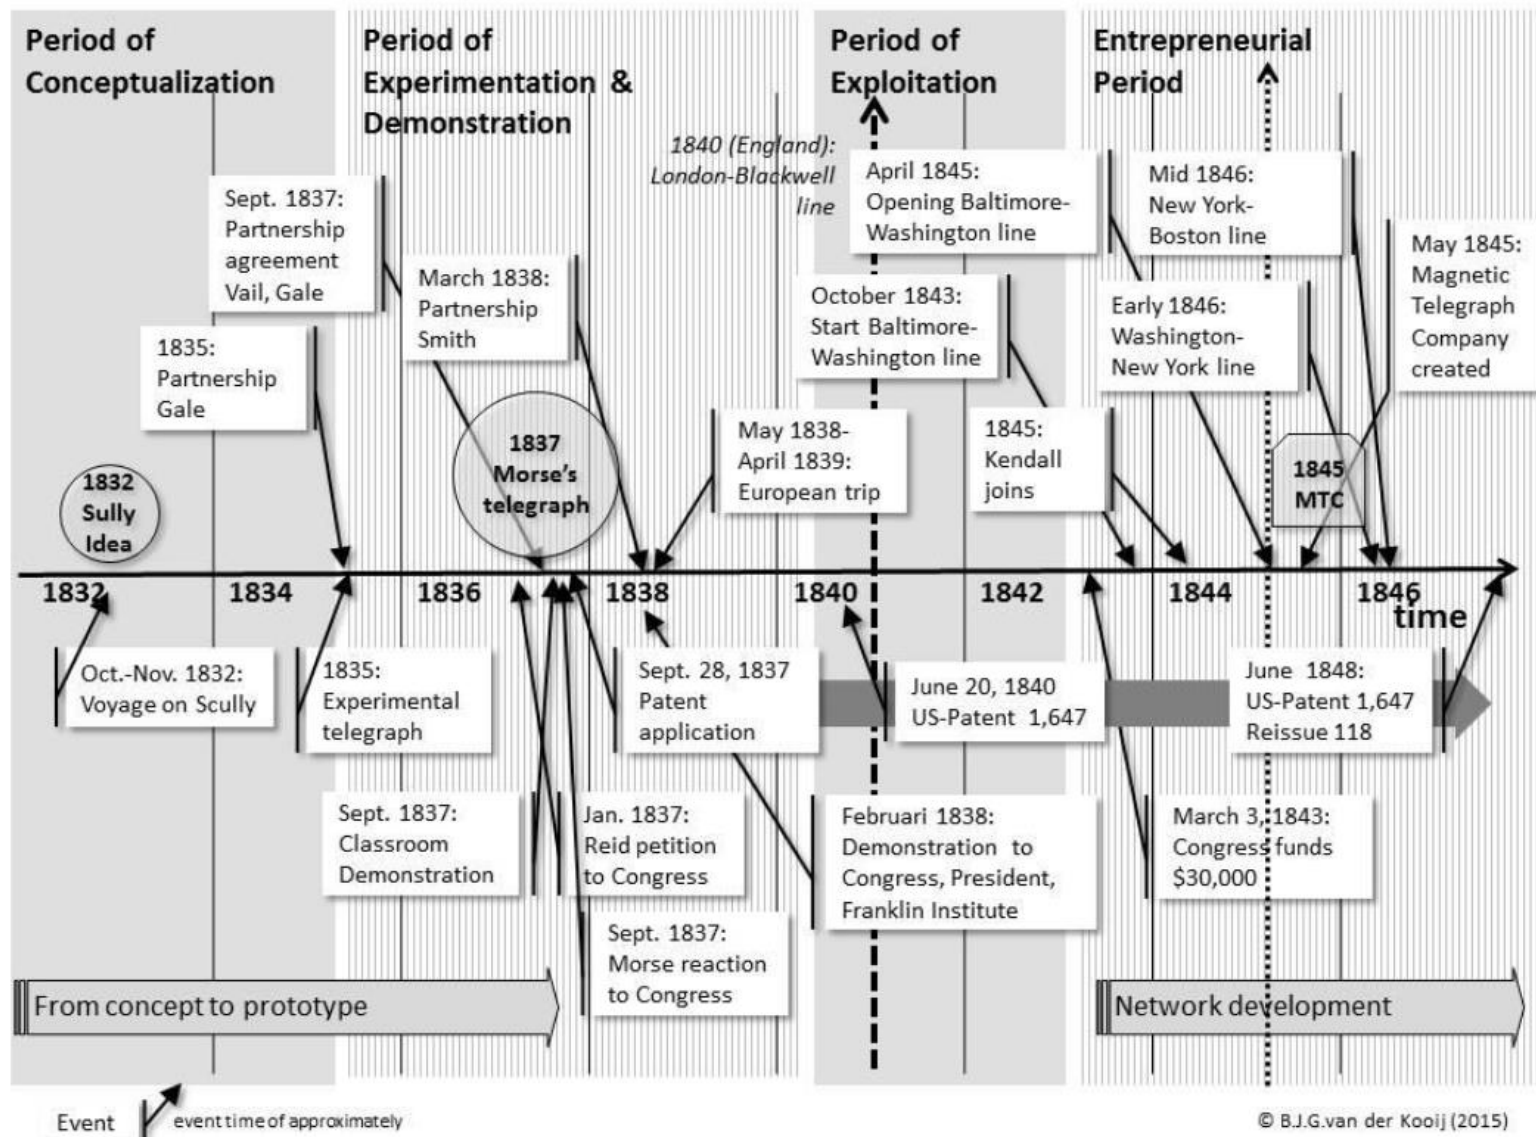 Period of
Conceptualization
Period of
Experimentation &
Demonstration
Period of
Exploitation
Entrepreneurial
Period
1840 (England):
London-Blackwell
line
Sept. 1837:
Partnership
agreement
Vail, Gale
March 1838:
Partnership
Smith
1835:
Partnership
Gale
April 1845:
Opening Baltimore-
Washington line
Mid 1846:
New York-
Boston line
May 1845:
Magnetic
Telegraph
Company
created
October 1843:
Start Baltimore-
Washington line
Early 1846:
Washington-
New York line
1832
Sully
Idea
1837
Morse's
telegraph
May 1838-
April 1839:
European trip
1845:
Kendall
joins
1845
MTC
1832
1834
1836
1838
1840
1842
1844
1846
time
Oct.-Nov. 1832:
Voyage on Scully
1835:
Experimental
telegraph
Sept. 28, 1837
Patent
application
June 20, 1840
US-Patent 1,647
June 1848:
US-Patent 1,647
Reissue 118
Sept. 1837:
Classroom
Demonstration
Jan. 1837:
Reid petition
to Congress
Februari 1838:
Demonstration to
Congress, President,
Franklin Institute
March 3, 1843:
Congress funds
$30,000
Sept. 1837:
Morse reaction
to Congress
From concept to prototype
Network development
Event
event time of approximately
© B.J.G.van der Kooij (2015)